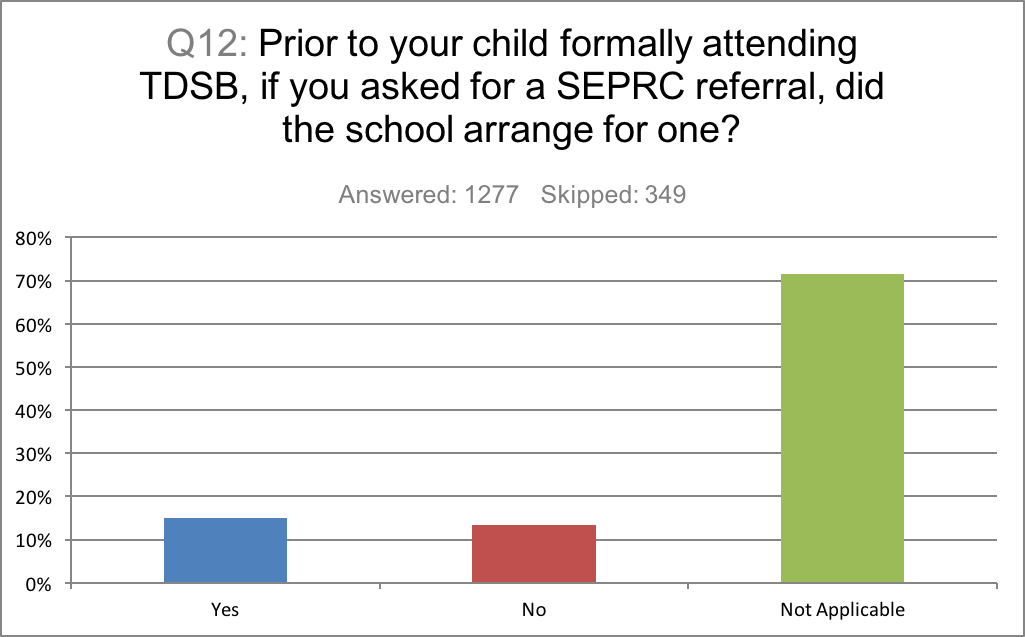 Q12: Prior to your child formally attending
TDSB, if you asked for a SEPRC referral, did
the school arrange for one?
Answered: 1277 Skipped: 349
80%
70%
60%
50%
40%
30%
20%
10%
0%
Yes No Not Applicable